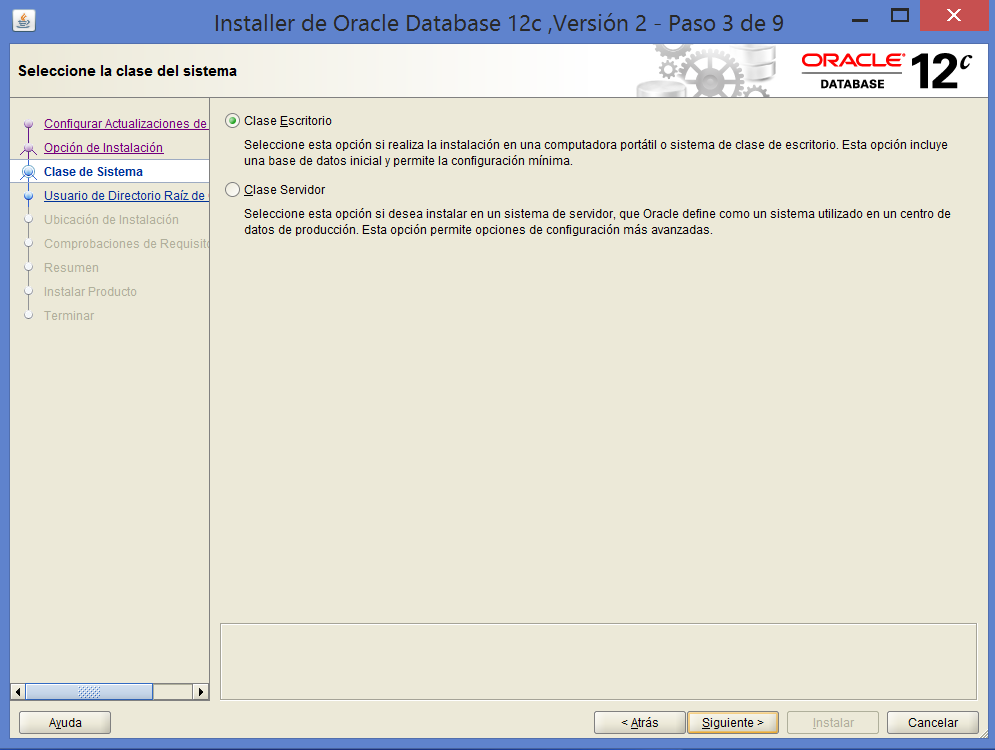 Installer de Oracle Database 12c ,Versión 2 - Paso 3 de 9
Seleccione la clase del sistema
ORACLE®
DATABASE
12c
Configurar Actualizaciones de
Opción de Instalación
Clase de Sistema
Usuario de Directorio Raíz de
Ubicación de Instalación
Comprobaciones de Requisito
Resumen
Instalar Producto
Terminar
Clase Escritorio
Seleccione esta opción si realiza la instalación en una computadora portátil o sistema de clase de escritorio. Esta opción incluye
una base de datos inicial y permite la configuración mínima.
Clase Servidor
Seleccione esta opción si desea instalar en un sistema de servidor, que Oracle define como un sistema utilizado en un centro de
datos de producción. Esta opción permite opciones de configuración más avanzadas.
Ayuda
< Atrás
Siguiente >
Instalar
Cancelar